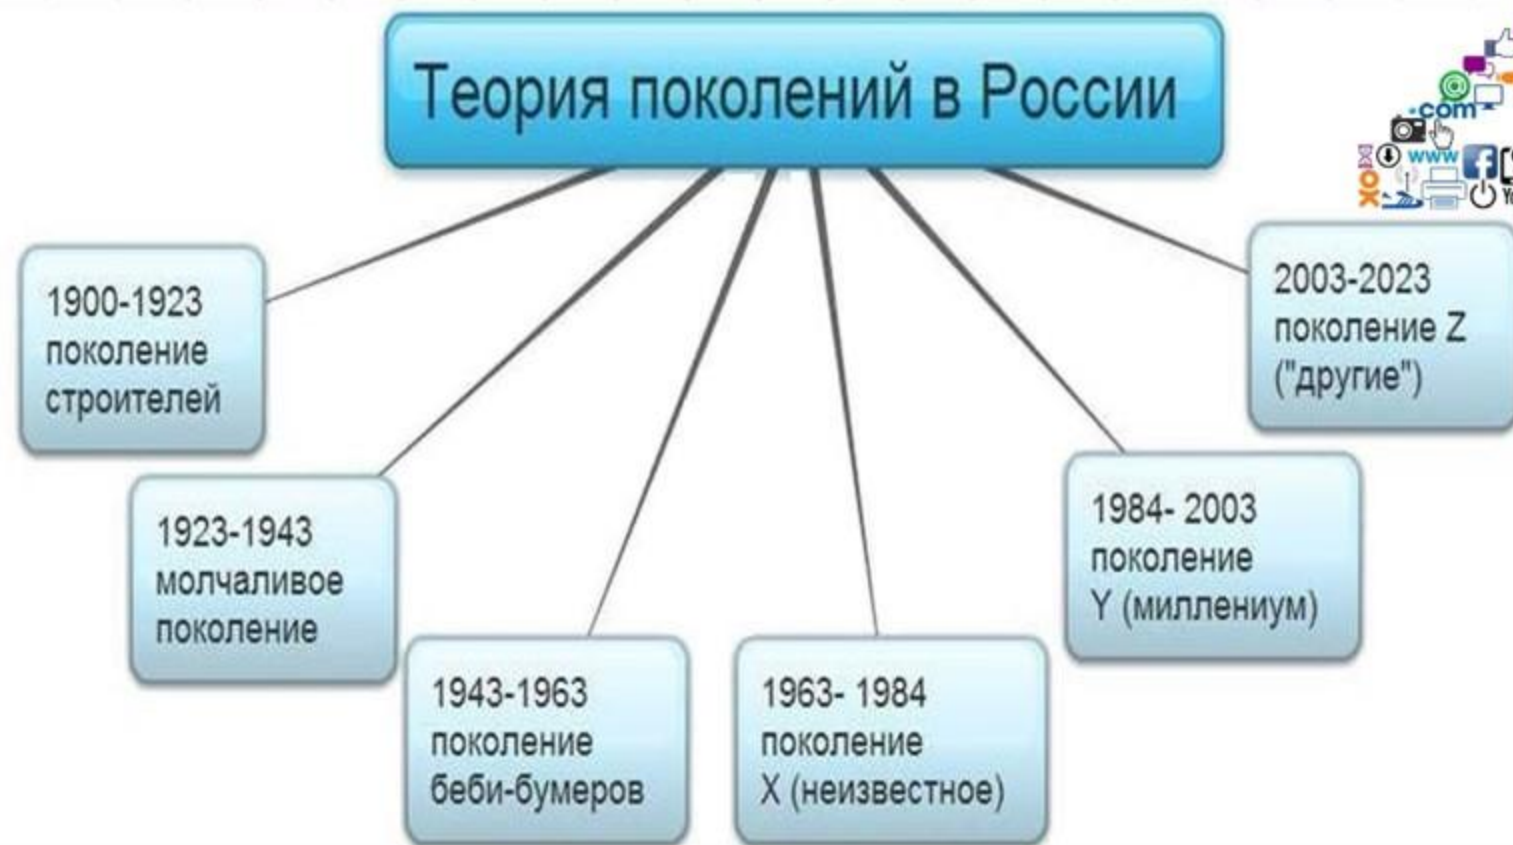 Теория поколений в России
.com
www
1900-1923
поколение
строителей
1923-1943
молчаливое
поколение
1943-1963
поколение
беби-бумеров
1963- 1984
поколение
X (неизвестное)
1984- 2003
поколение
Y (миллениум)
2003-2023
поколение Z
("другие")